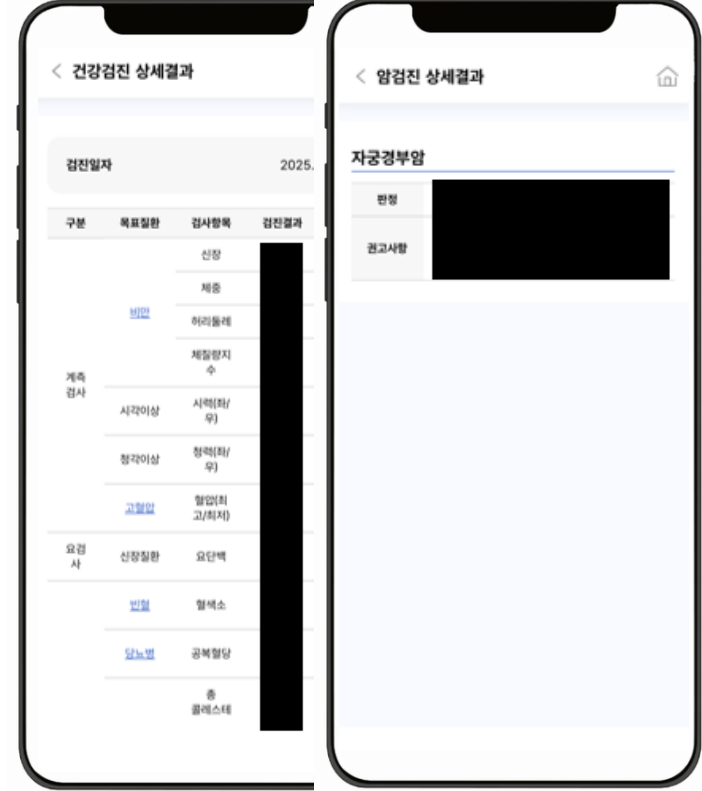 건강검진 상세결과
검진일자 2025.
구분 목표질환 검사항목 검진결과
계측
검사
비만
신장
체중
허리둘레
체질량지
수
시각이상
시력(좌/
우)
청각이상
청력(좌/
우)
고혈압
혈압(최
고/최저)
요검
사
신장질환
요단백
빈혈
혈색소
당뇨병
공복혈당
총
콜레스테
암검진 상세결과
자궁경부암
판정
권고사항